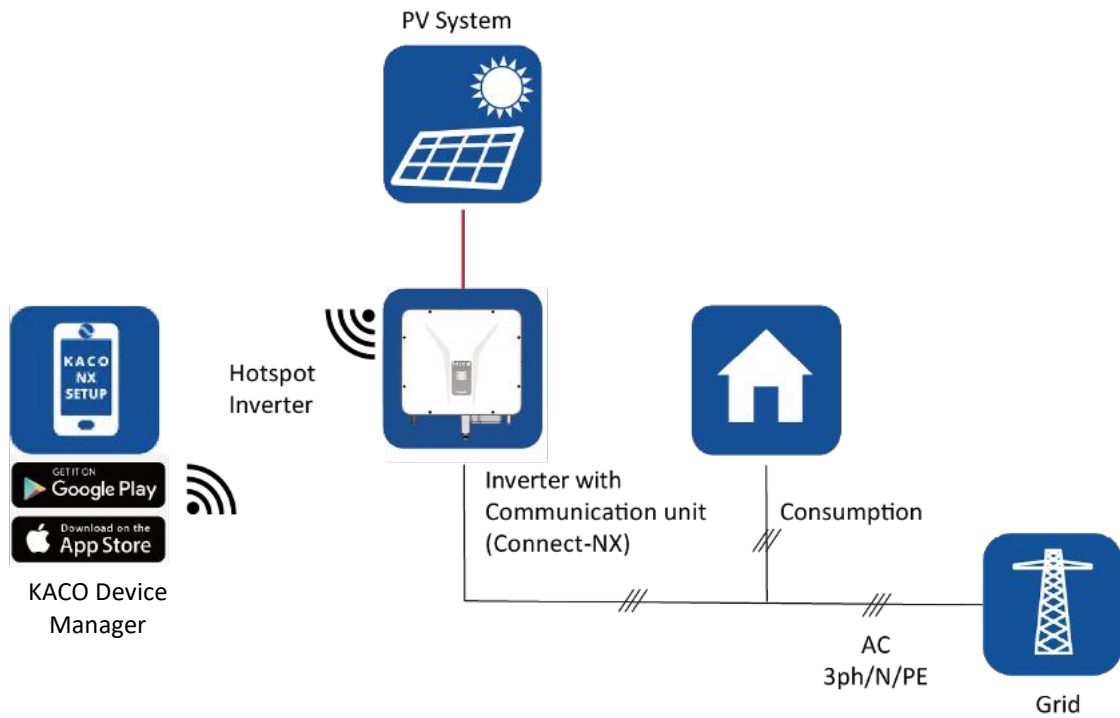 PV System
KACO
NX
SETUP
GET IT ON
Google Play
Download on the
App Store
KACO Device
Manager
Hotspot
Inverter
Inverter with
Communication unit
(Connect-NX)
Consumption
AC
3ph/N/PE
Grid